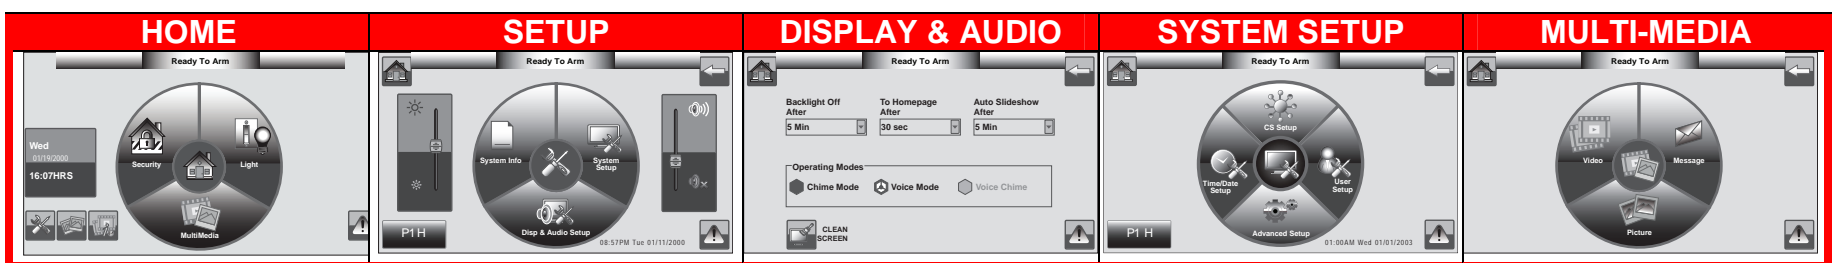 HOME
SETUP
DISPLAY & AUDIO
SYSTEM SETUP
MULTI-MEDIA
Ready To Arm
Wed
01/19/2000
16:07HRS
Security
Light
MultiMedia
Ready To Arm
System Info
System
Setup
Disp & Audio Setup
P1 H
08:57PM Tue 01/11/2000
Ready To Arm
Backlight Off
After
5 Min
To Homepage
After
30 sec
Auto Slideshow
After
5 Min
Operating Modes
Chime Mode
Voice Mode
Voice Chime
CLEAN
SCREEN
Ready To Arm
CS Setup
Time/Date
Setup
User
Setup
Advanced Setup
P1 H
01:00AM Wed 01/01/2003
Ready To Arm
Video
Message
Picture